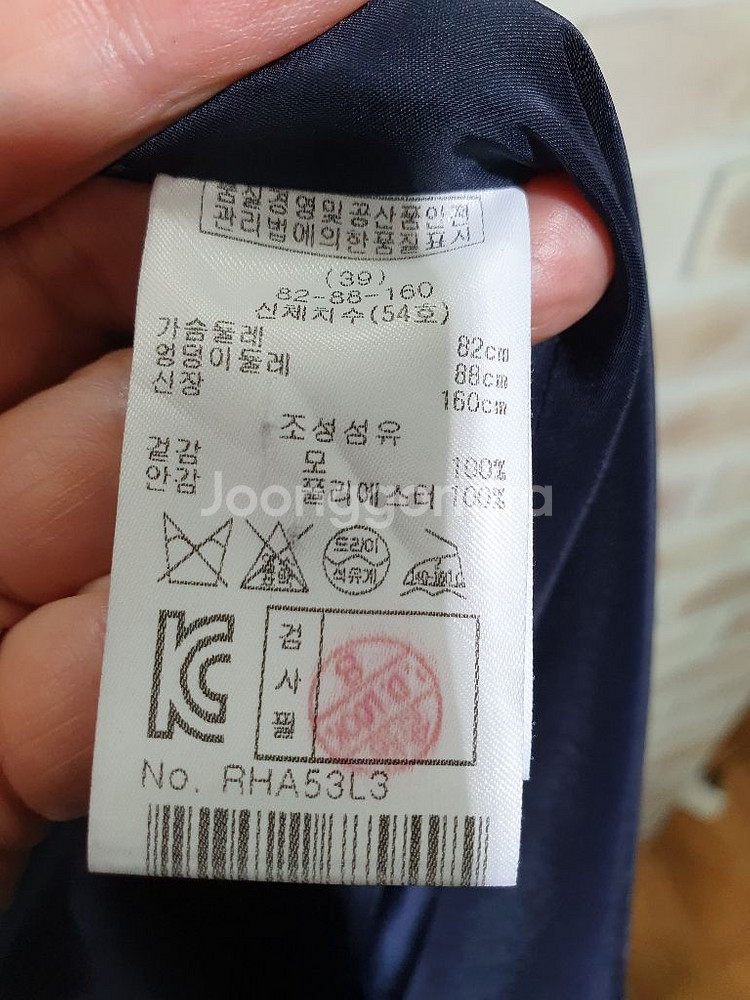 품질경영및공산품안전
관리법에의한품질표시
(39)
82-88-160
신체치수(54호)
가슴둘레 82cm
엉덩이둘레 88cm
신장 160cm
조성섬유
겉감 모 100%
안감 폴리에스터 100%
Joonggonara
드라이
석유계
검
사
필
No. RHA53L3